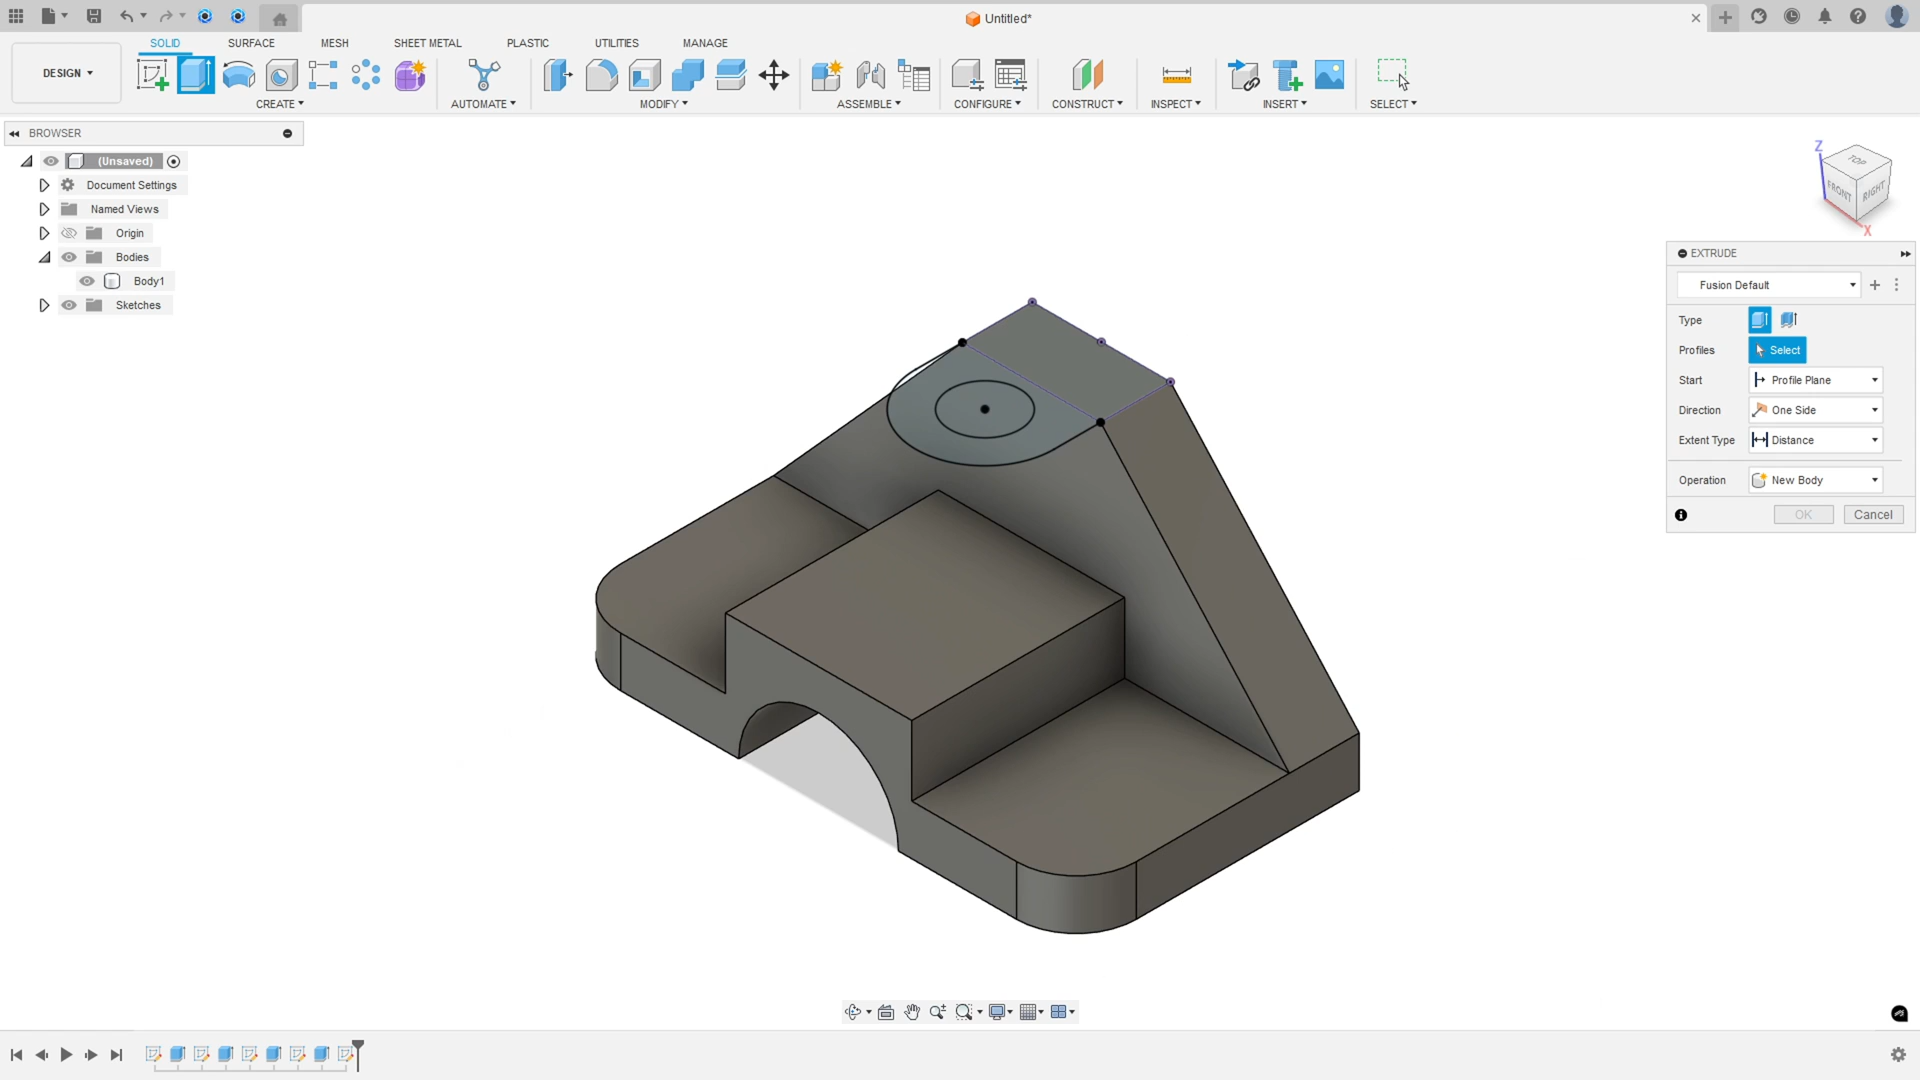 Untitled*
SOLID SURFACE MESH SHEET METAL PLASTIC UTILITIES MANAGE
DESIGN
CREATE AUTOMATE MODIFY ASSEMBLE CONFIGURE CONSTRUCT INSPECT INSERT SELECT
BROWSER
(Unsaved)
Document Settings
Named Views
Origin
Bodies
Body1
Sketches
Z
TOP
FRONT
RIGHT
X
EXTRUDE
Fusion Default
Type
Profiles Select
Start Profile Plane
Direction One Side
Extent Type Distance
Operation New Body
OK Cancel